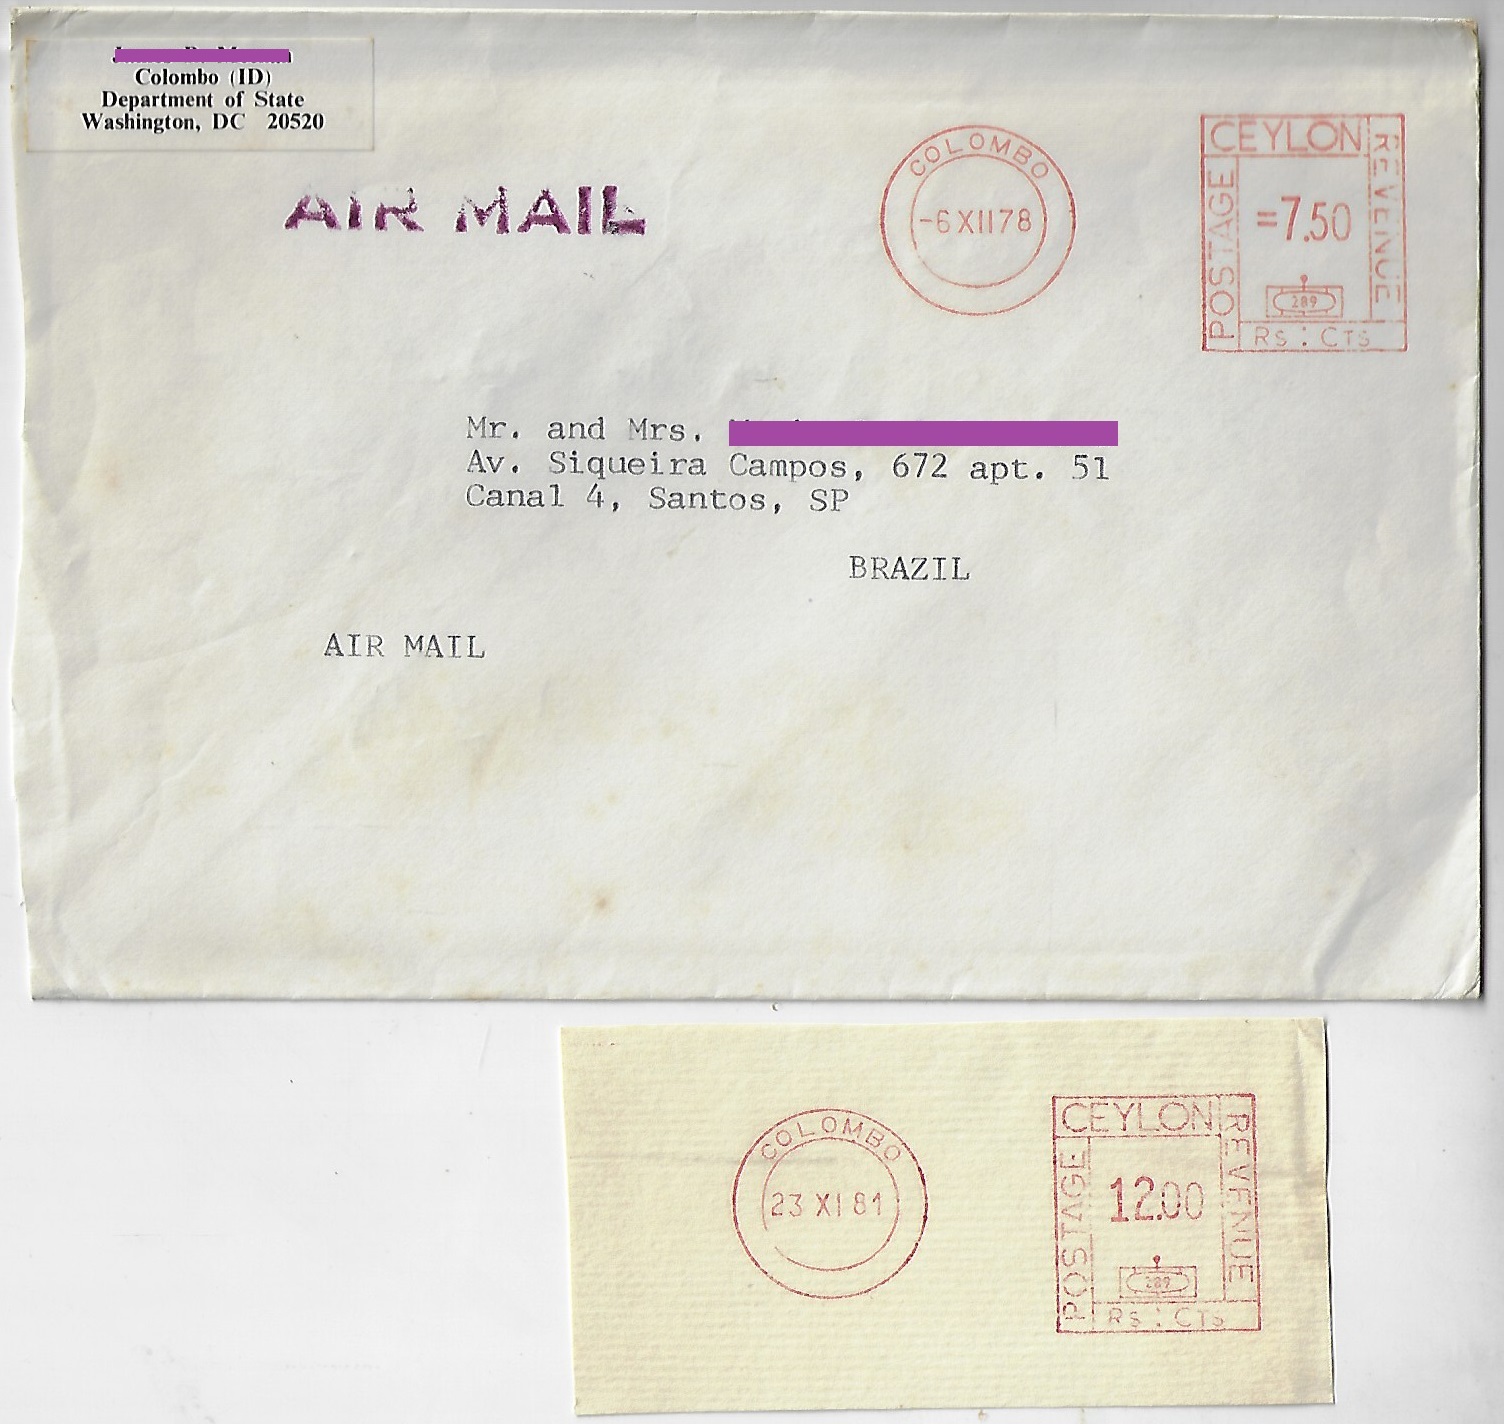 Colombo (ID)
Department of State
Washington, DC 20520
AIR MAIL
COLOMBO
-6 XII 78
CEYLON
POSTAGE
REVENUE
=7.50
289
Rs : CTS
Mr. and Mrs.
Av. Siqueira Campos, 672 apt. 51
Canal 4, Santos, SP
BRAZIL
AIR MAIL
COLOMBO
23 XI 81
CEYLON
POSTAGE
REVENUE
12.00
289
Rs : CTS